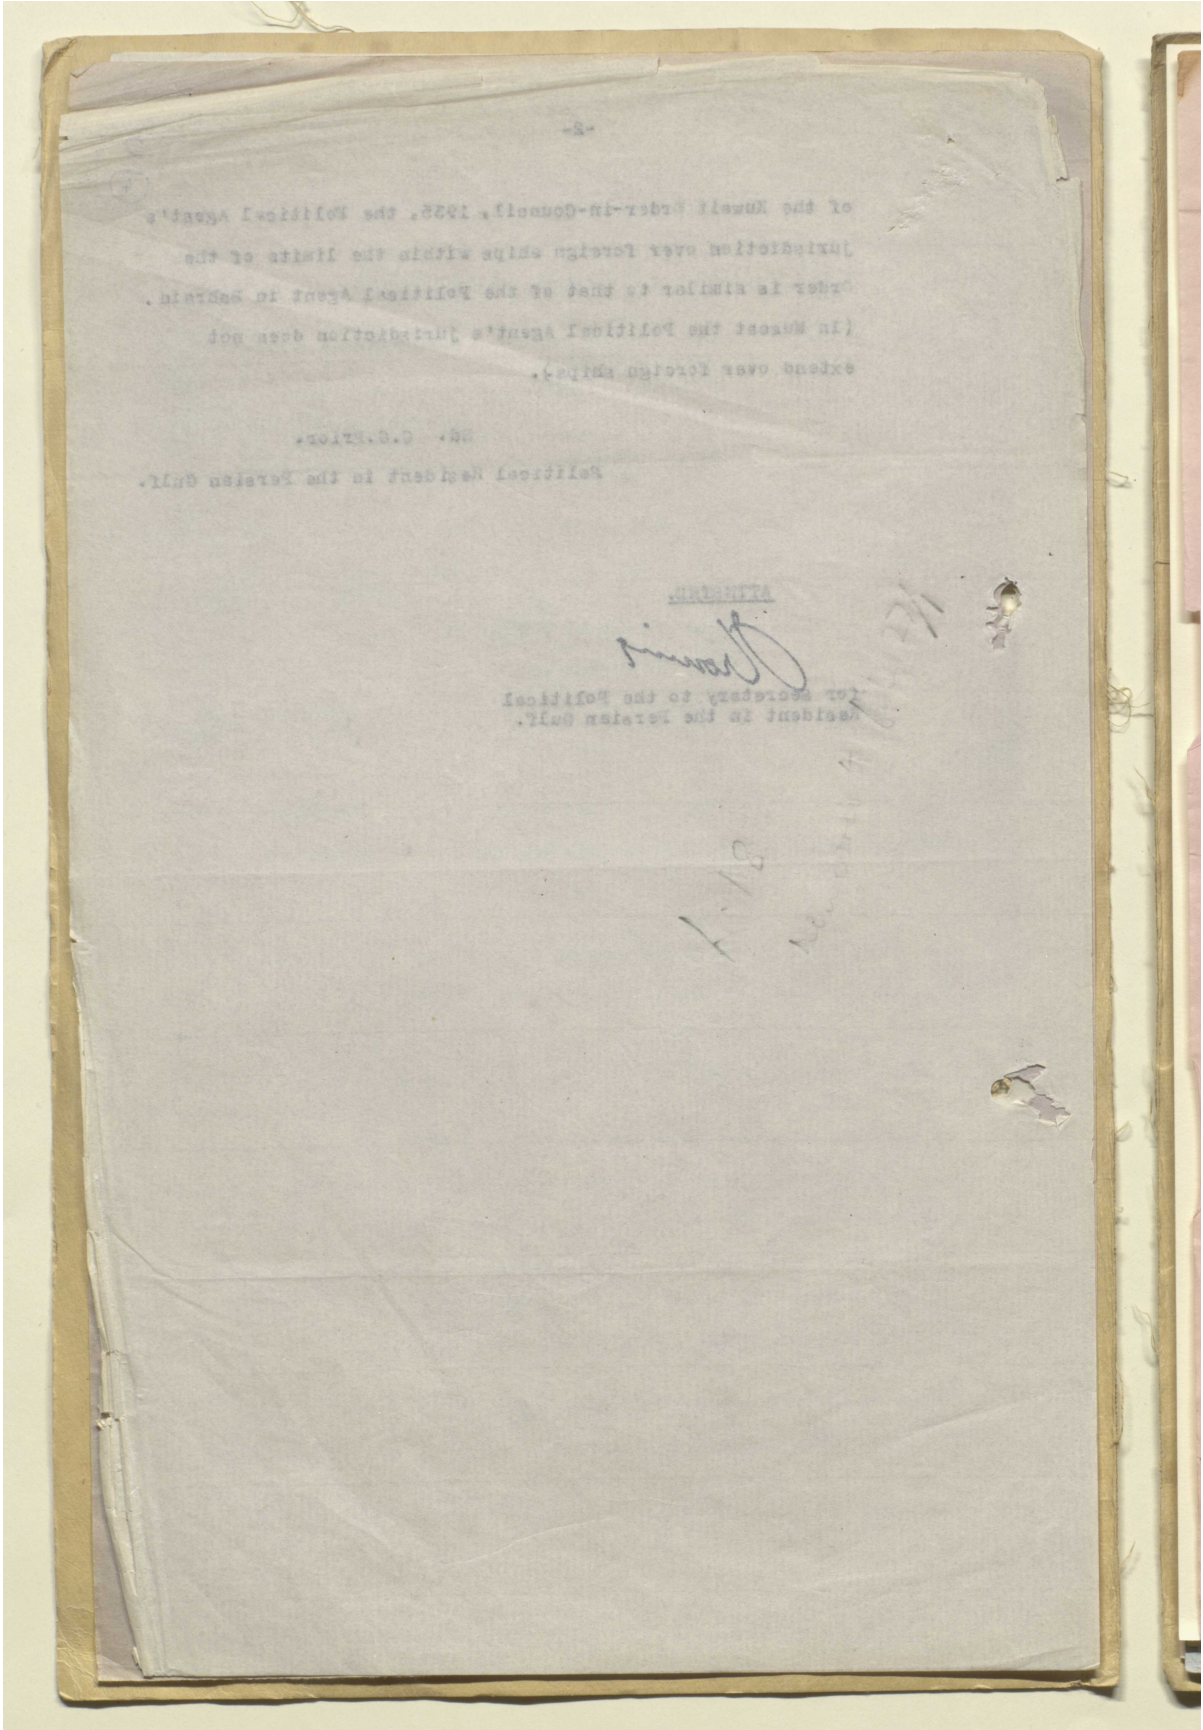 -2-
of the Kuwait Order-in-Council, 1935, the Political Agent's
jurisdiction over foreign ships within the limits of the
Order is similar to that of the Political Agent in Bahrain.
(In Muscat the Political Agent's jurisdiction does not
extend over foreign ships).
Sd. C.G.Prior.
Political Resident in the Persian Gulf.
ATTESTED.
for Secretary to the Political
Resident in the Persian Gulf.